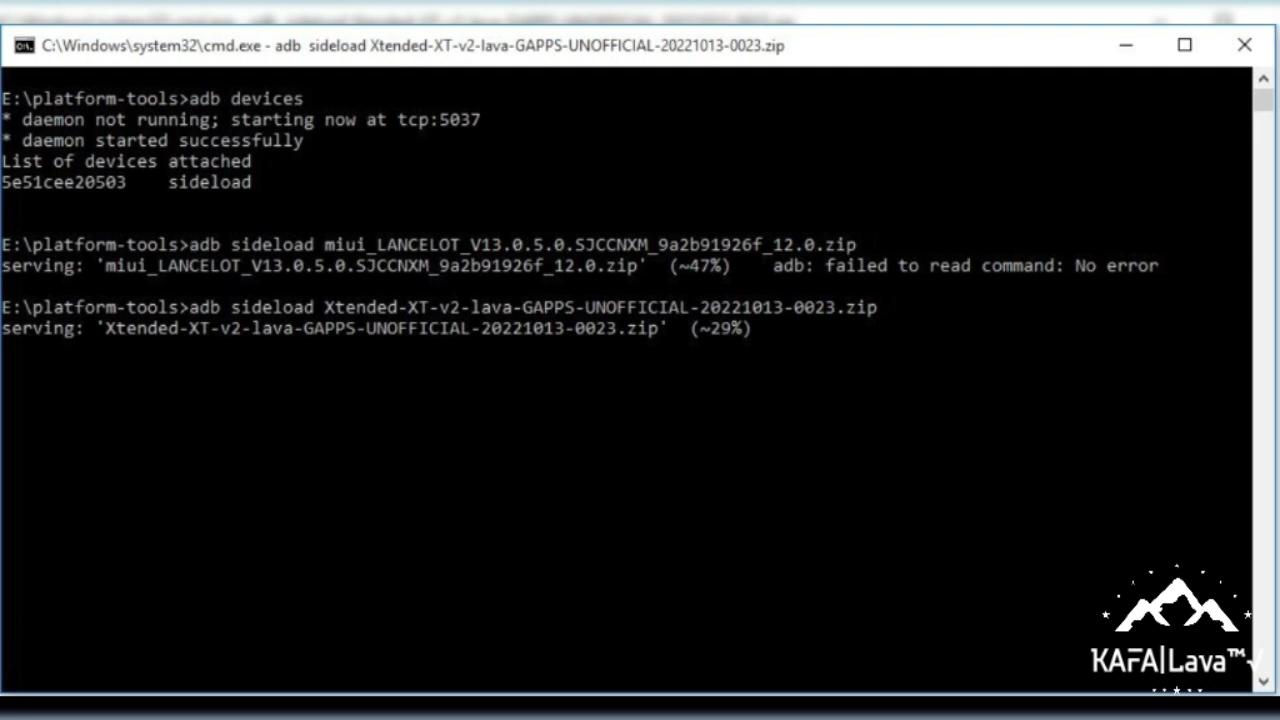 C:\Windows\system32\cmd.exe - adb  sideload Xtended-XT-v2-lava-GAPPS-UNOFFICIAL-20221013-0023.zip
E:\platform-tools>adb devices
* daemon not running; starting now at tcp:5037
* daemon started successfully
List of devices attached
5e51cee20503    sideload
E:\platform-tools>adb sideload miui_LANCELOT_V13.0.5.0.SJCCNXM_9a2b91926f_12.0.zip
serving: 'miui_LANCELOT_V13.0.5.0.SJCCNXM_9a2b91926f_12.0.zip'  (~47%)    adb: failed to read command: No error
E:\platform-tools>adb sideload Xtended-XT-v2-lava-GAPPS-UNOFFICIAL-20221013-0023.zip
serving: 'Xtended-XT-v2-lava-GAPPS-UNOFFICIAL-20221013-0023.zip'  (~29%)
KAFA|Lava™√